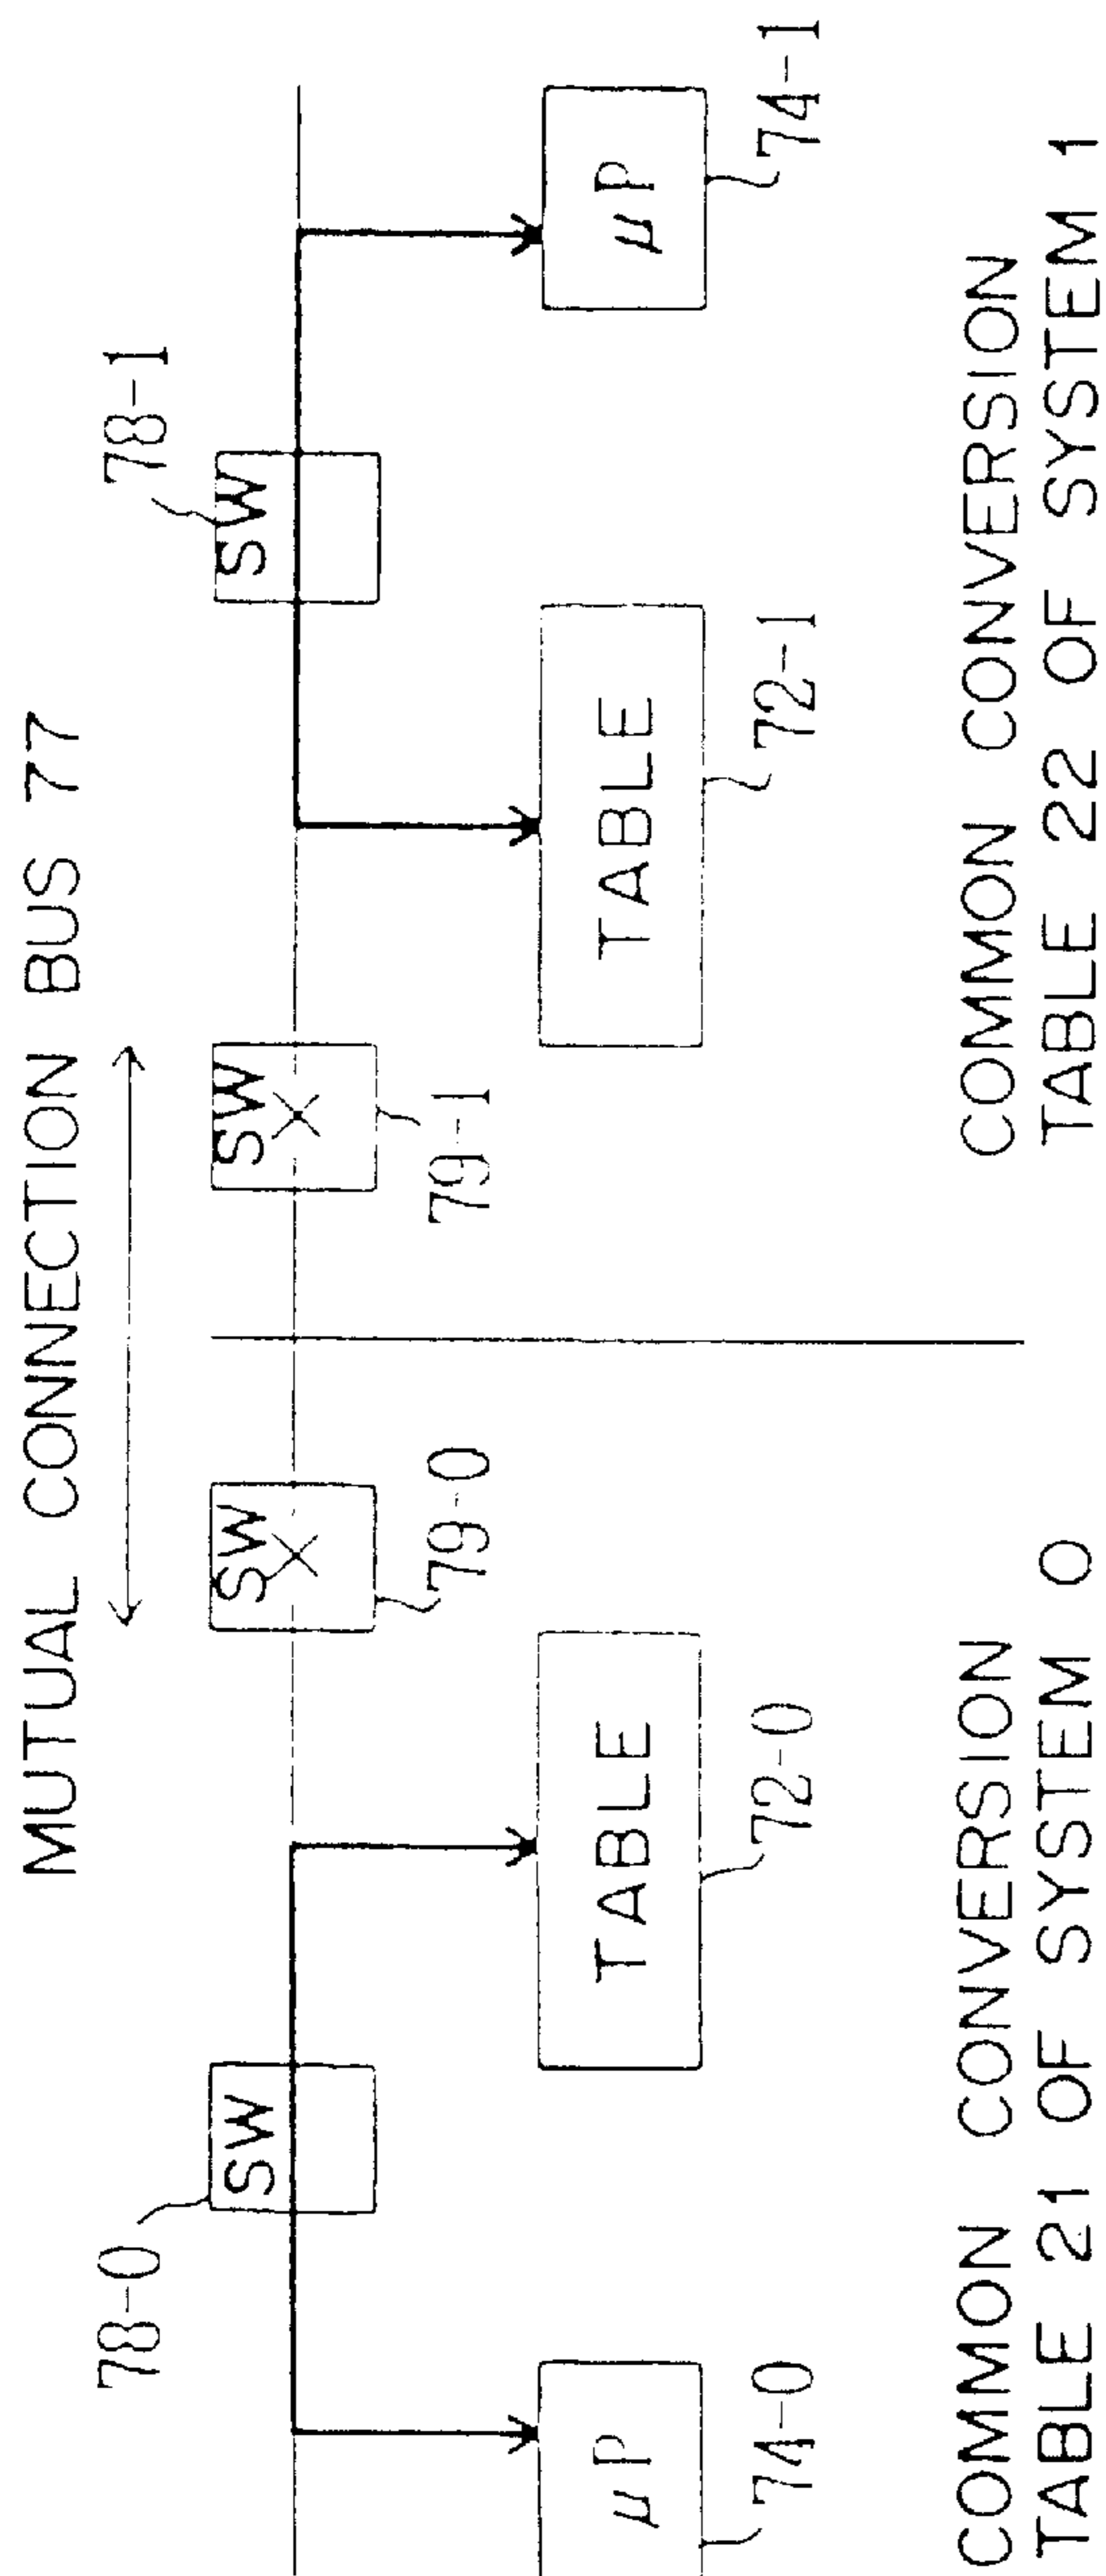 MUTUAL CONNECTION BUS 77
78-0
78-1
SW
SW
SW
SW
79-0
79-1
μP
TABLE
TABLE
μP
74-0
72-0
72-1
74-1
COMMON CONVERSION
TABLE 21 OF SYSTEM 0
COMMON CONVERSION
TABLE 22 OF SYSTEM 1